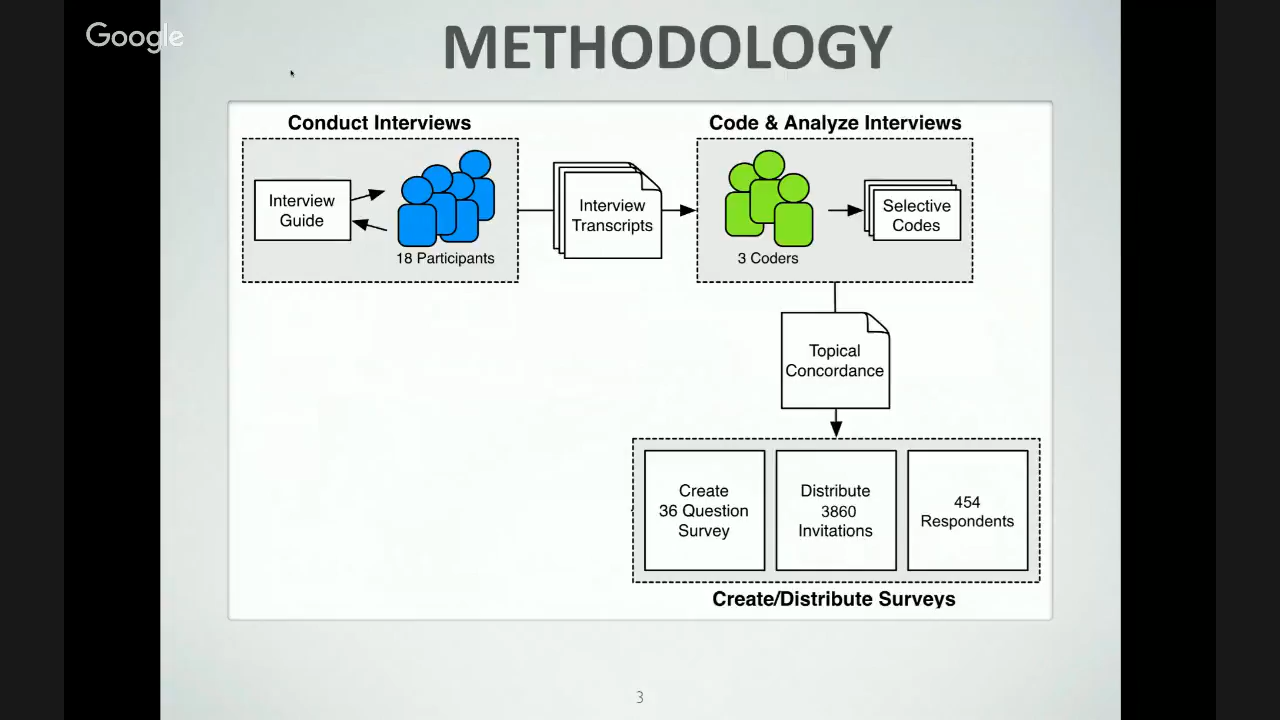 Google
METHODOLOGY
Conduct Interviews
Interview
Guide
18 Participants
Interview
Transcripts
Code & Analyze Interviews
3 Coders
Selective
Codes
Topical
Concordance
Create
36 Question
Survey
Distribute
3860
Invitations
454
Respondents
Create/Distribute Surveys
3